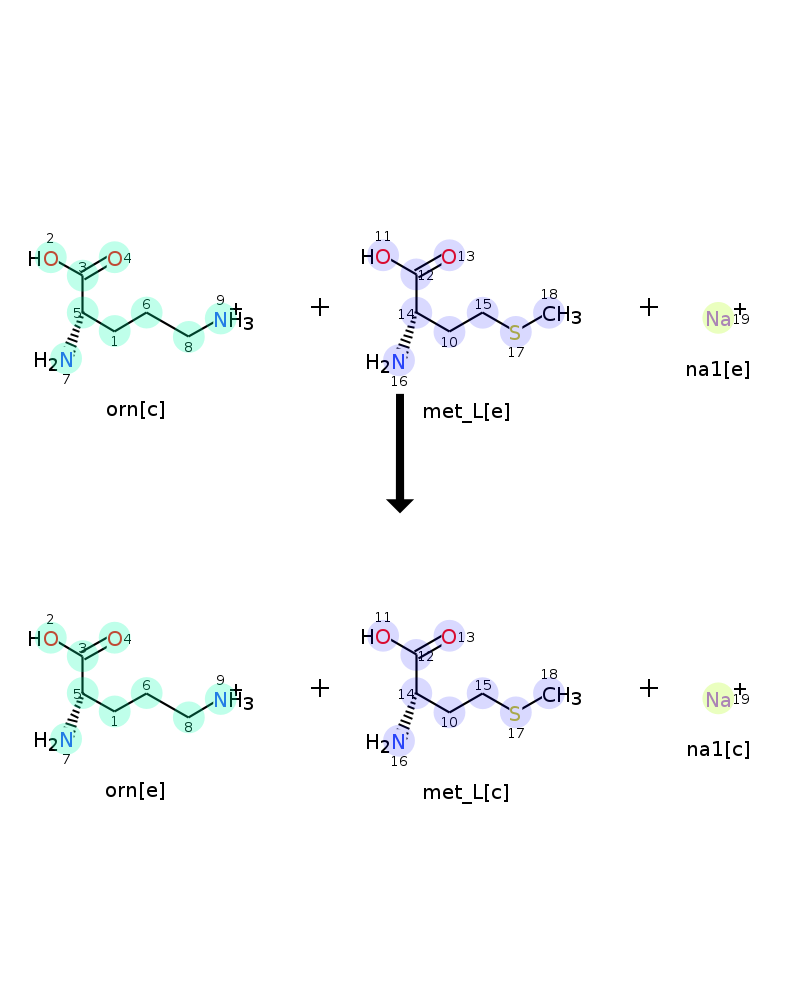 2 11
HO 3 O4 + HO 12 O13 + Na+ 19
5 6 9 14 15 18
1 8 NH3+ 10 S CH3
H2N 17
7 H2N
16
na1[e]
orn[c] met_L[e]
2 11
HO 3 O4 + HO 12 O13 + Na+ 19
5 6 9 14 15 18
1 8 NH3+ 10 S CH3
H2N 17
7 H2N
16
na1[c]
orn[e] met_L[c]